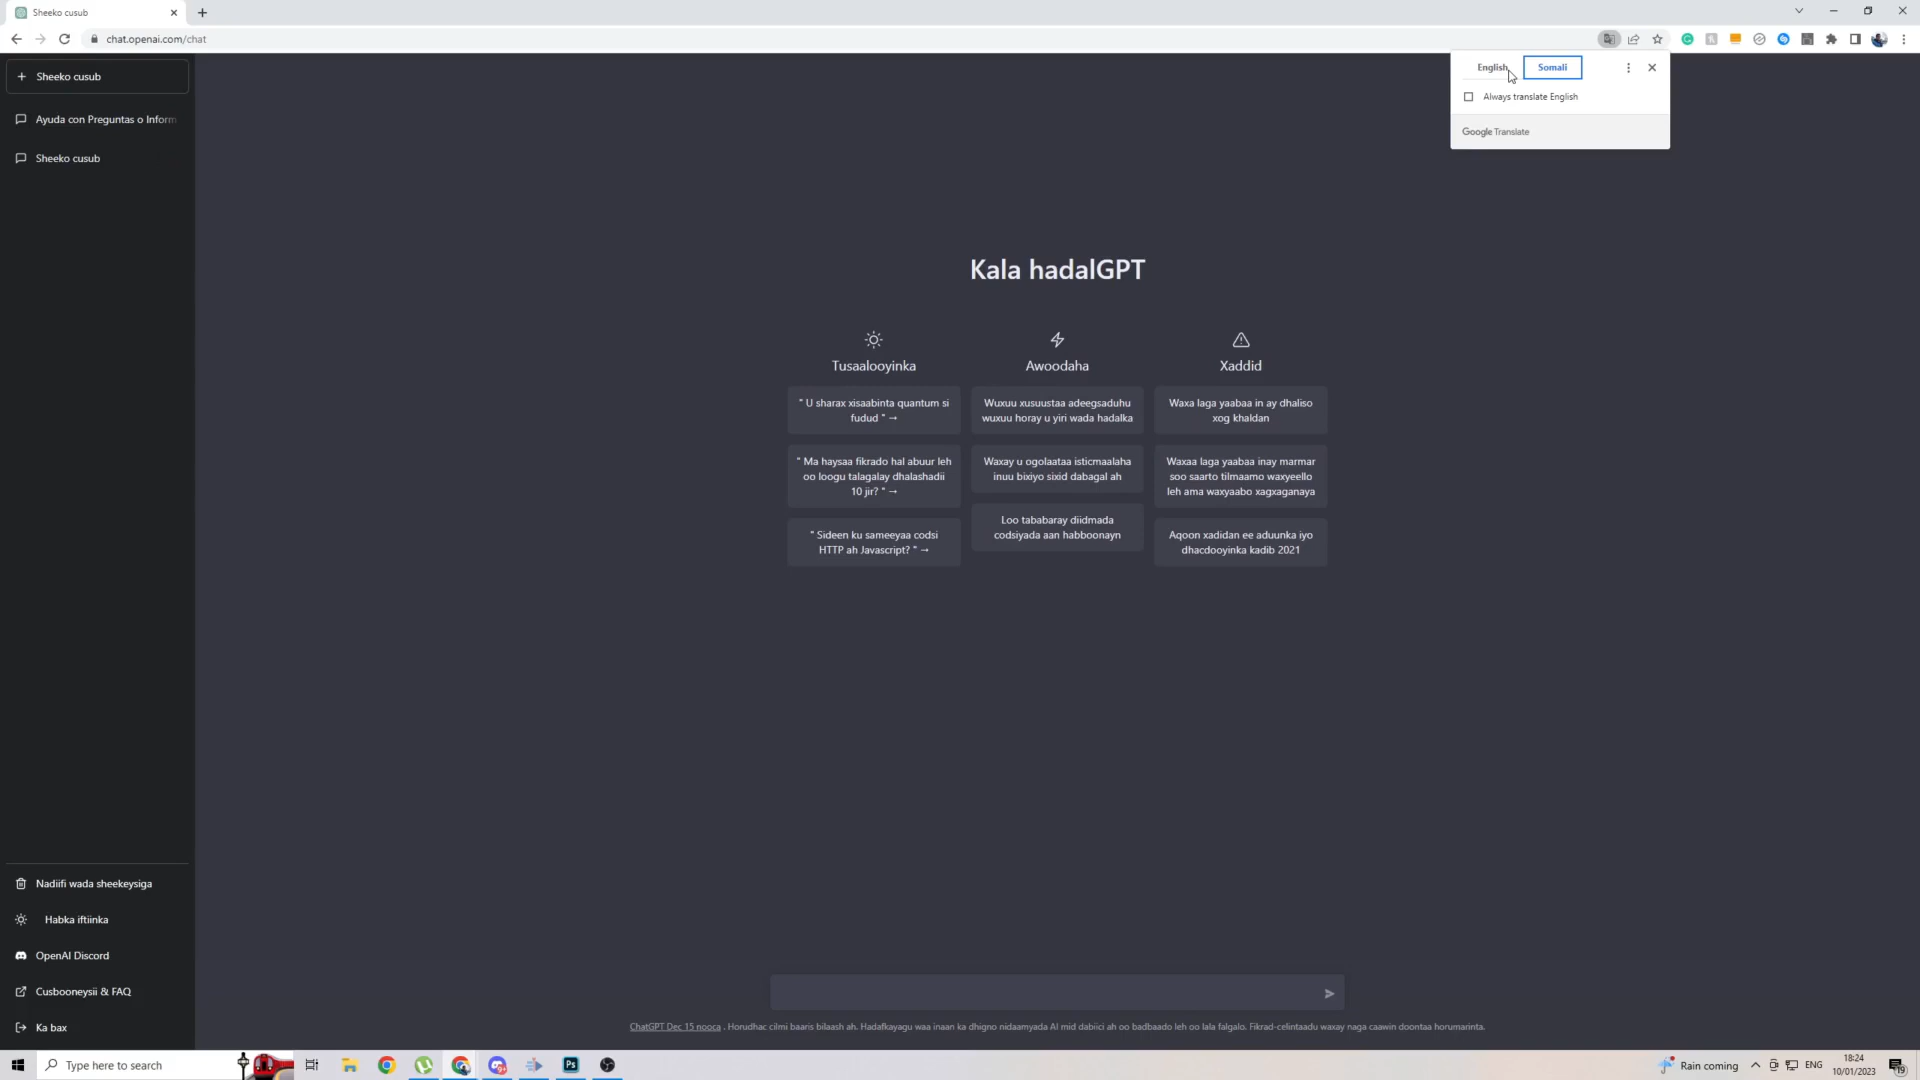 Sheeko cusub
chat.openai.com/chat
English
Somali
Always translate English
Google Translate
Sheeko cusub
Ayuda con Preguntas o Inform
Sheeko cusub
Kala hadalGPT
Tusaalooyinka
" U sharax xisaabinta quantum si
fudud " →
" Ma haysaa fikrado hal abuur leh
oo loogu talagalay dhalashadii
10 jir? " →
" Sideen ku sameeyaa codsi
HTTP ah Javascript? " →
Awoodaha
Wuxuu xusuustaa adeegsaduhu
wuxuu horay u yiri wada hadalka
Waxay u ogolaataa isticmaalaha
inuu bixiyo sixid dabagal ah
Loo tababaray diidmada
codsiyada aan habboonayn
Xaddid
Waxa laga yaabaa in ay dhaliso
xog khaldan
Waxaa laga yaabaa inay marmar
soo saarto tilmaamo waxyeello
leh ama waxyaabo xagxaganaya
Aqoon xadidan ee aduunka iyo
dhacdooyinka kadib 2021
Nadiifi wada sheekeysiga
Habka iftiinka
OpenAI Discord
Cusbooneysii & FAQ
Ka bax
ChatGPT Dec 15 nooca . Horudhac cilmi baaris bilaash ah. Hadafkayagu waa inaan ka dhigno nidaamyada AI mid dabiici ah oo badbaado leh oo lala falgalo. Fikrad-celintaadu waxay naga caawin doontaa horumarinta.
Type here to search
Ps
Rain coming
ENG
18:24
10/01/2023
19